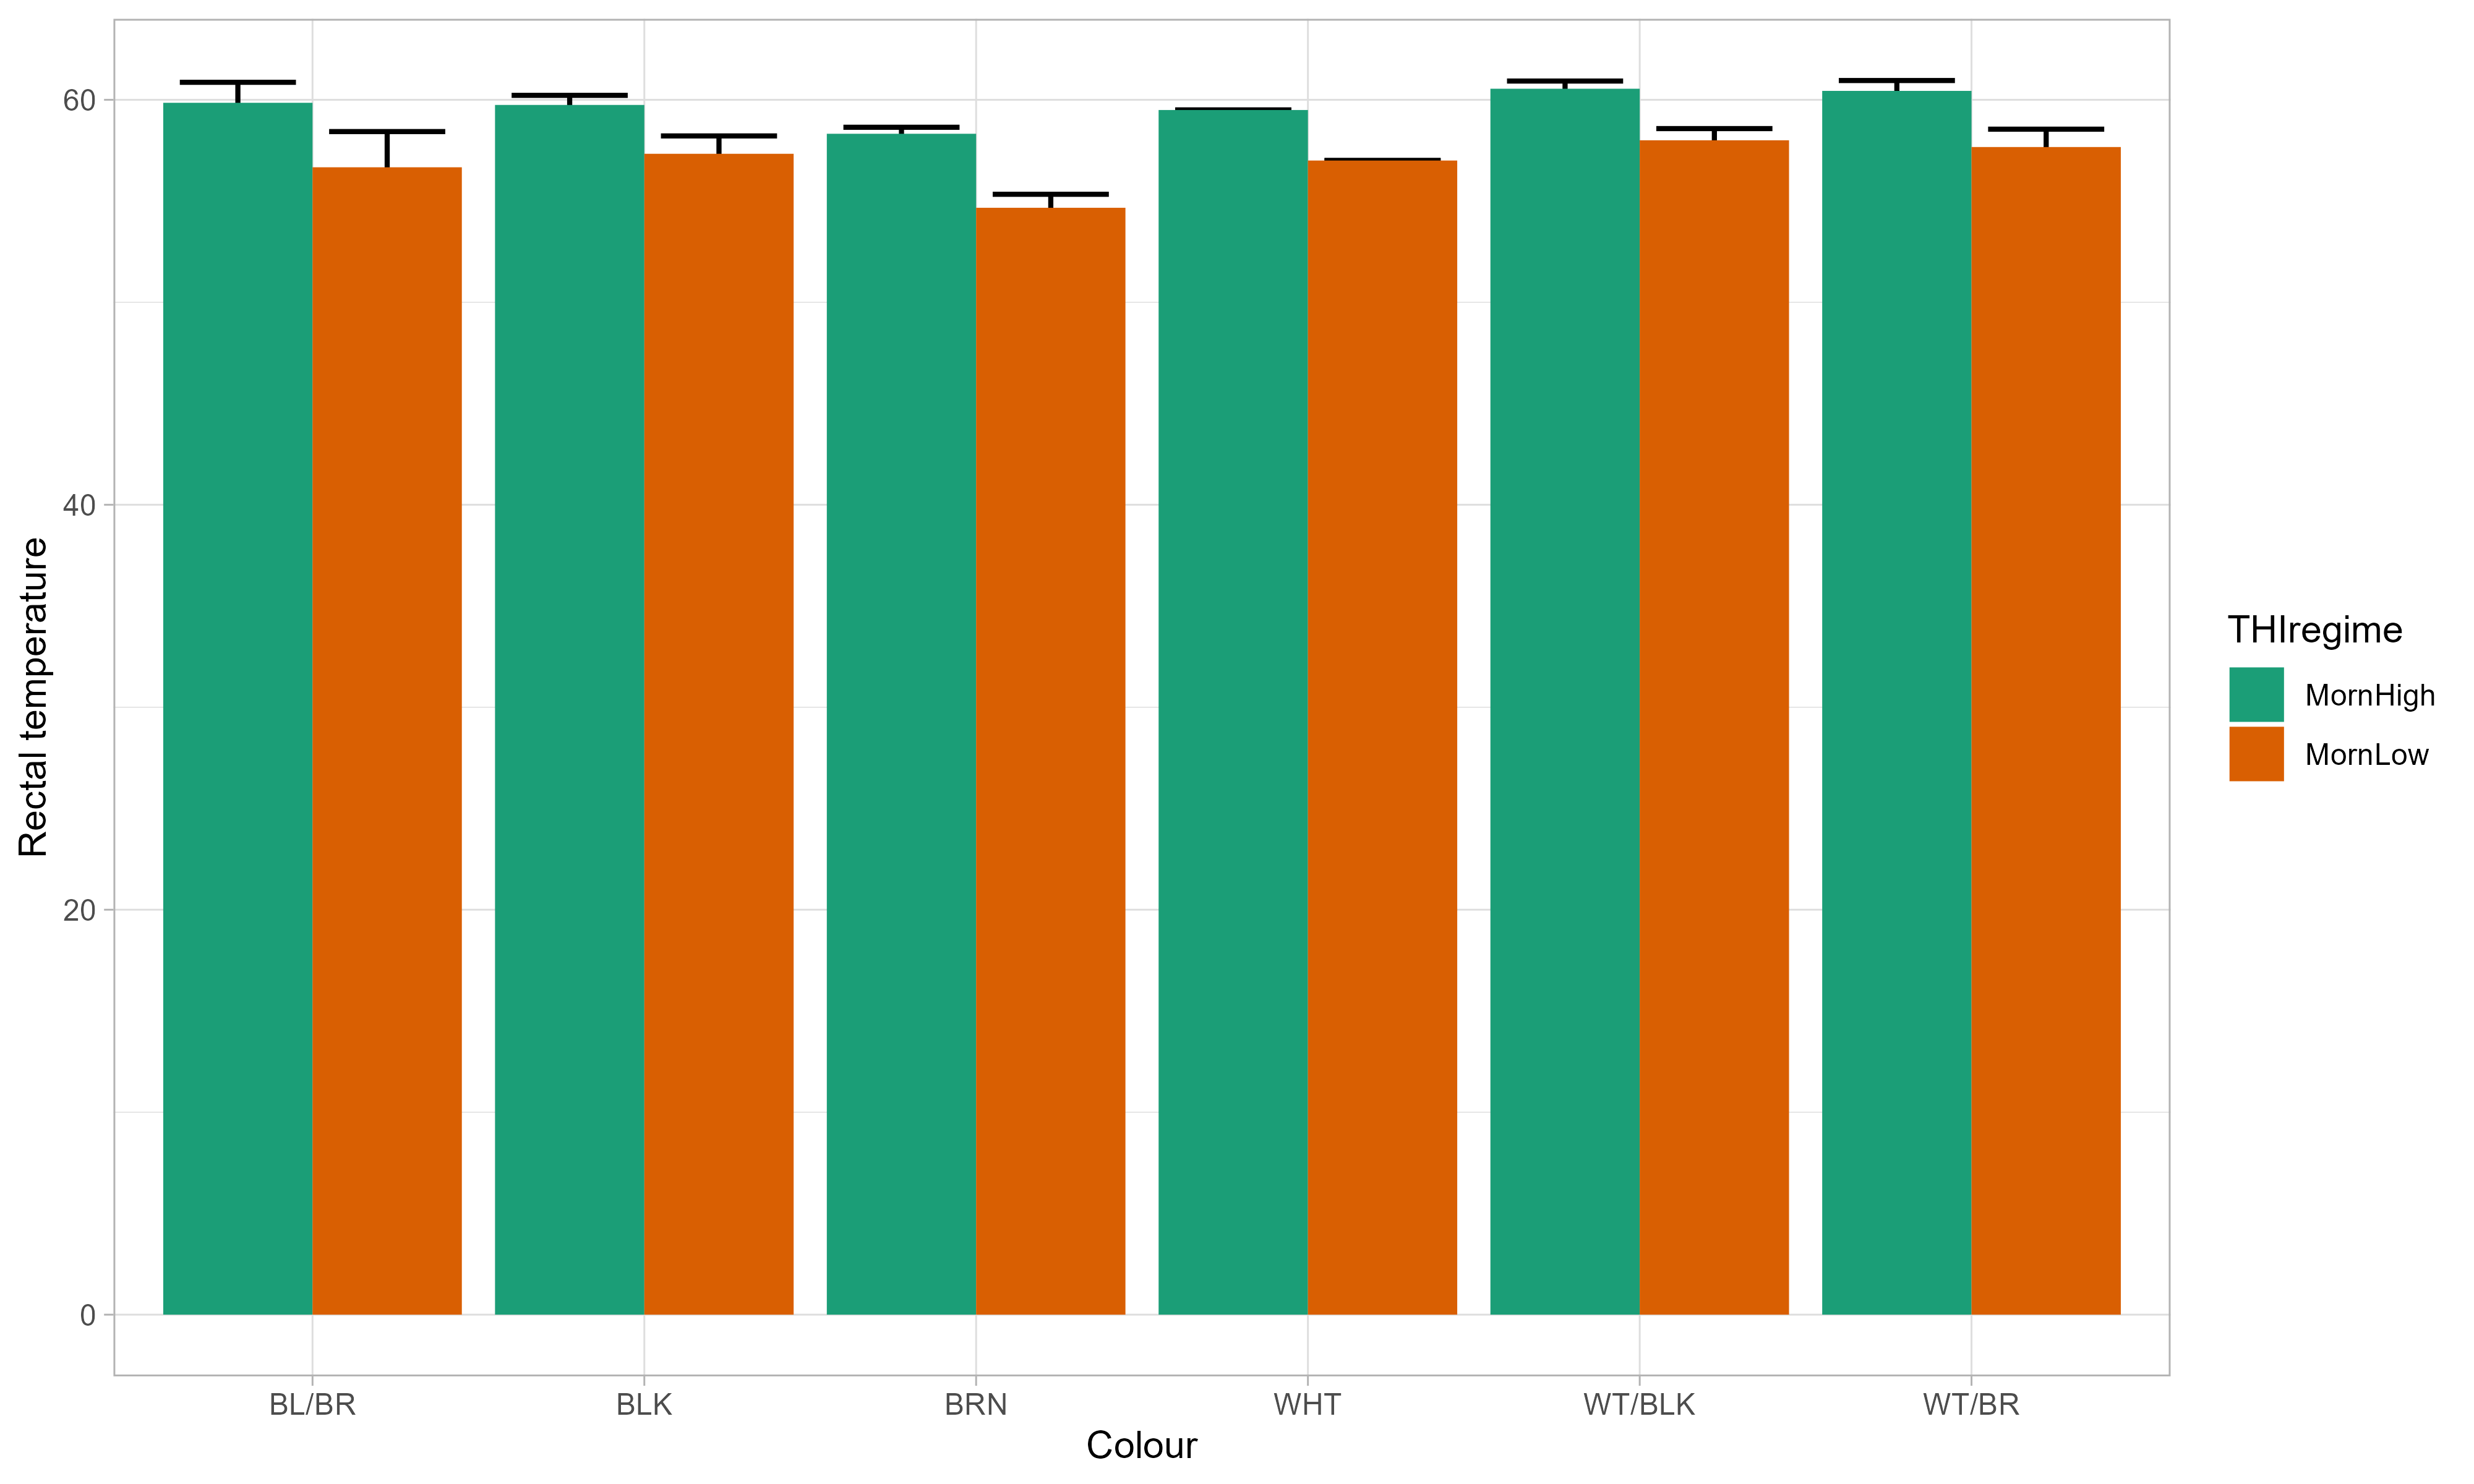 Rectal temperature
60
40
20
0
BL/BR
BLK
BRN
WHT
WT/BLK
WT/BR
Colour
THIregime
MornHigh
MornLow